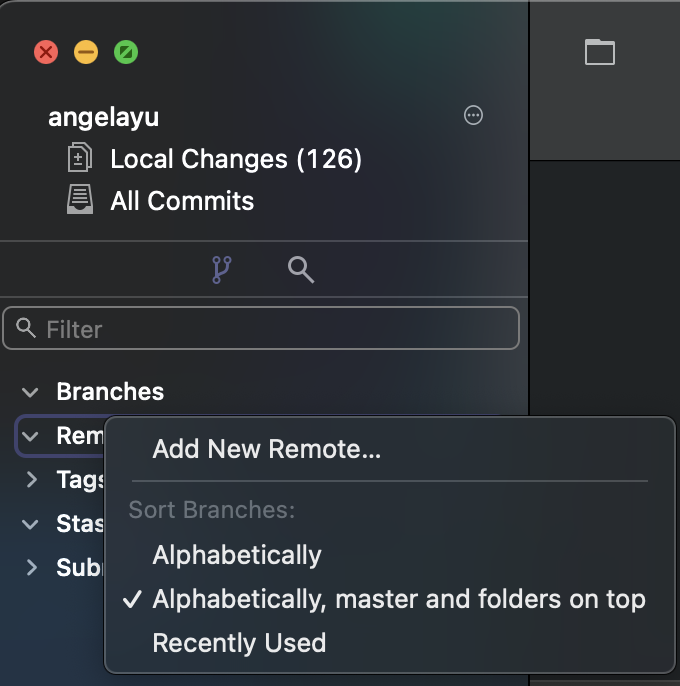 angelayu
Local Changes (126)
All Commits
Filter
Branches
Rem
Add New Remote...
Tags
Sort Branches:
Stas
Alphabetically
Sub
Alphabetically, master and folders on top
Recently Used